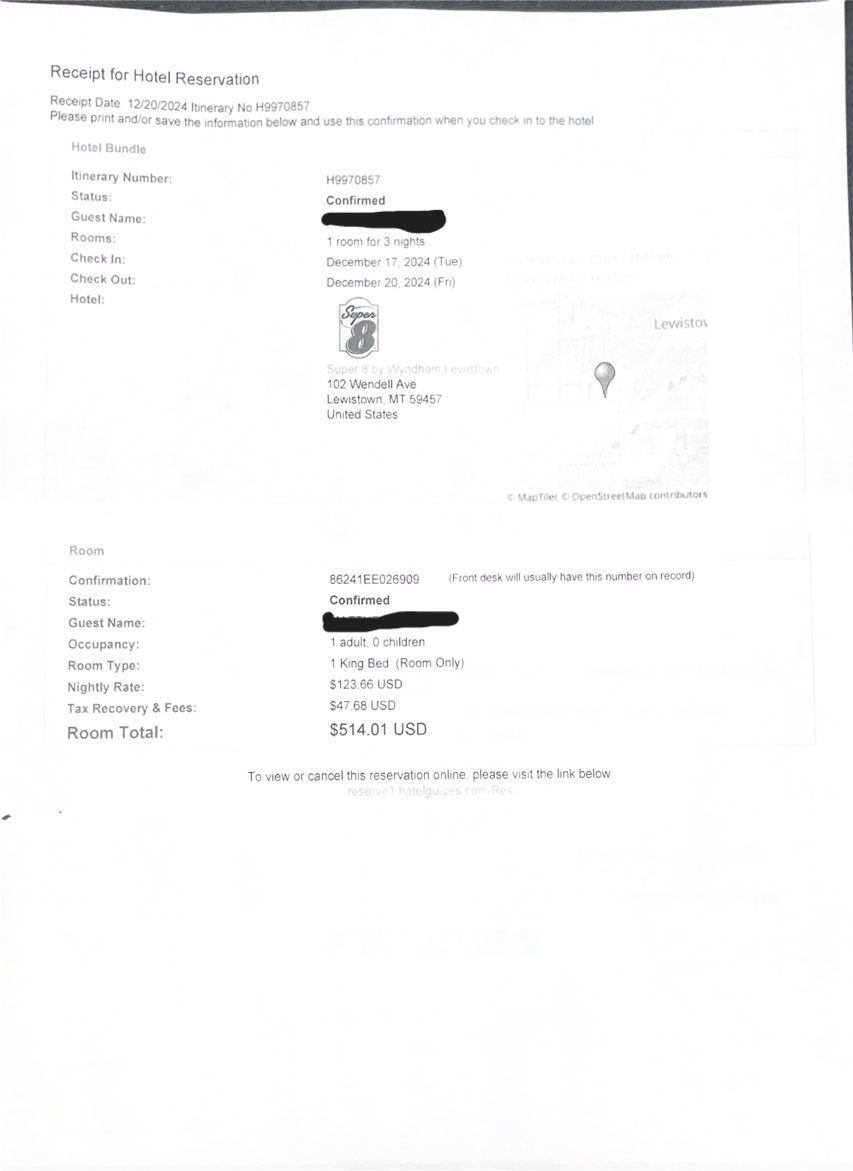 Receipt for Hotel Reservation
Receipt Date: 12/20/2024 Itinerary No H9970857
Please print and/or save the information below and use this confirmation when you check in to the hotel
Hotel Bundle
Itinerary Number: H9970857
Status: Confirmed
Guest Name:
Rooms: 1 room for 3 nights
Check In: December 17, 2024 (Tue)
Check Out: December 20, 2024 (Fri)
Hotel:
Super 8
Lewistow
Super 8 by Wyndham Lewistown
102 Wendell Ave
Lewistown, MT 59457
United States
© MapTiler © OpenStreetMap contributors
Room
Confirmation: 86241EE026909 (Front desk will usually have this number on record)
Status: Confirmed
Guest Name:
Occupancy: 1 adult, 0 children
Room Type: 1 King Bed (Room Only)
Nightly Rate: $123.66 USD
Tax Recovery & Fees: $47.68 USD
Room Total: $514.01 USD
To view or cancel this reservation online, please visit the link below:
reserve1.hotelguides.com/Res